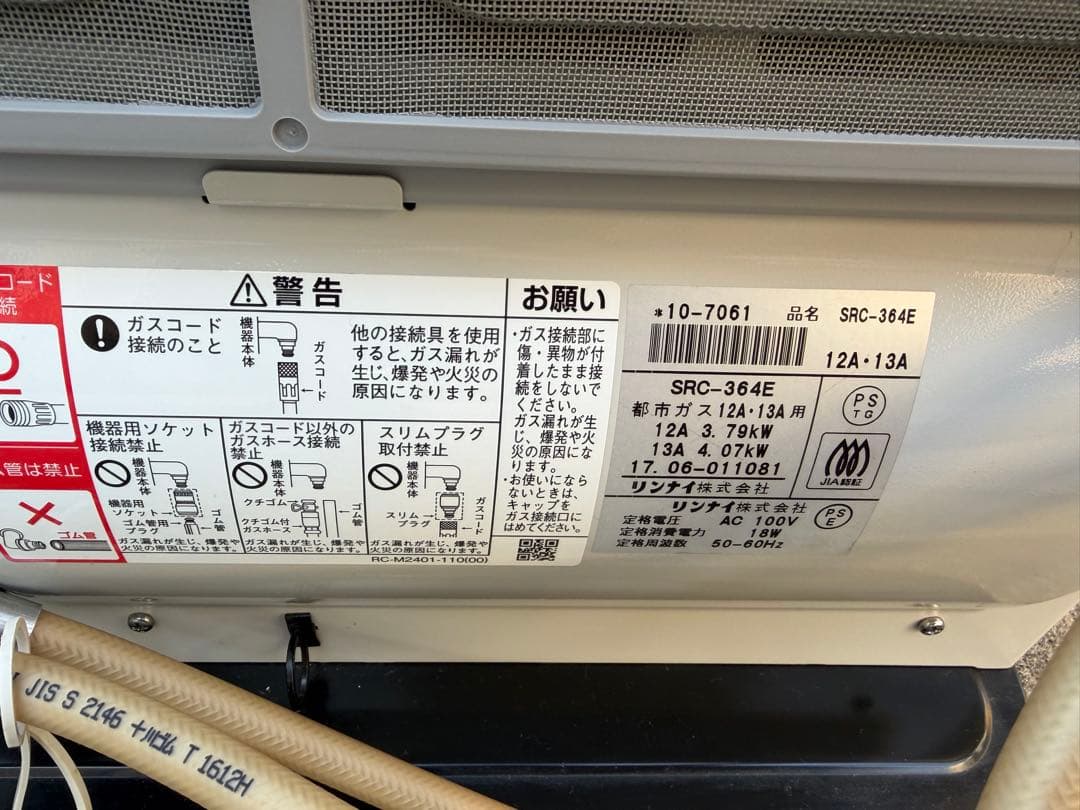 コード
続
管は禁止
ゴム管
警告
ガスコード
接続のこと
機器本体
ガスコード
他の接続具を使用
すると、ガス漏れが
生じ、爆発や火災の
原因になります。
機器用ソケット
接続禁止
機器本体
機器用
ソケット
ゴム管用
プラグ
ゴム管
ガス漏れが生じ、爆発や
火災の原因になります。
ガスコード以外の
ガスホース接続
禁止
機器本体
クチゴム
クチゴム付
ガスホース
ゴム管
ガス漏れが生じ、爆発や
火災の原因になります。
スリムプラグ
取付禁止
機器本体
スリム
プラグ
ガスコード
ガス漏れが生じ、爆発や
火災の原因になります。
RC-M2401-110(00)
お願い
・ガス接続部に
傷・異物が付
着したまま接
続をしないで
ください。
ガス漏れが生
じ、爆発や火
災の原因にな
ります。
・お使いになら
ないときは、
キャップを
ガス接続口に
はめてください。
*10-7061 品名 SRC-364E
12A・13A
SRC-364E
都市ガス12A・13A用
12A 3.79kW
13A 4.07kW
17.06-011081
リンナイ株式会社
PS
TG
JIA認証
リンナイ株式会社
定格電圧 AC 100V
定格消費電力 18W
定格周波数 50-60Hz
PS
E
JIS S 2146 ナルビゴム T 1612H